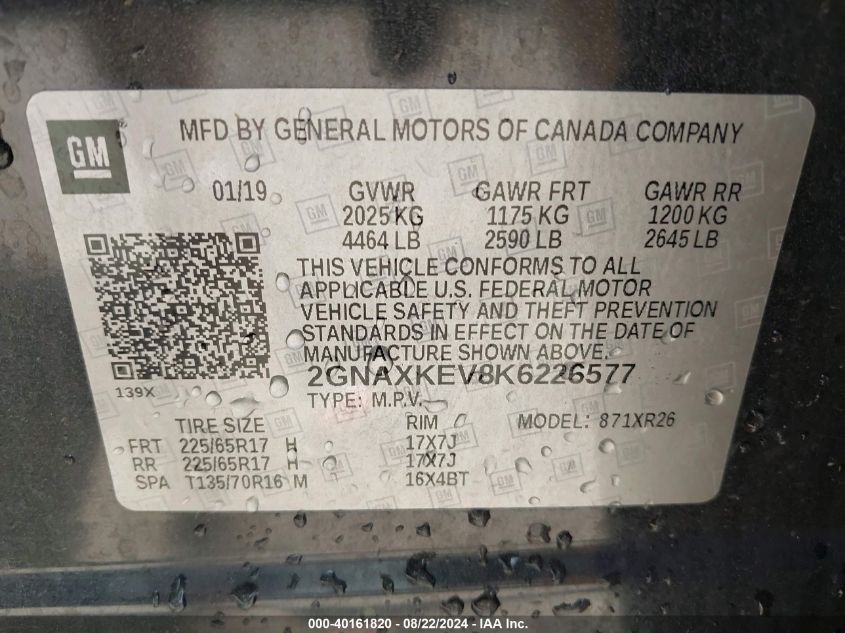 GM
MFD BY GENERAL MOTORS OF CANADA COMPANY
01/19 GVWR GAWR FRT GAWR RR
2025 KG 1175 KG 1200 KG
4464 LB 2590 LB 2645 LB
THIS VEHICLE CONFORMS TO ALL
APPLICABLE U.S. FEDERAL MOTOR
VEHICLE SAFETY AND THEFT PREVENTION
STANDARDS IN EFFECT ON THE DATE OF
MANUFACTURE SHOWN ABOVE.
2GNAXKEV8K6226577
139X TYPE: M.P.V.
TIRE SIZE RIM MODEL: 871XR26
FRT 225/65R17 H 17X7J
RR 225/65R17 H 17X7J
SPA T135/70R16 M 16X4BT
000-40161820 - 08/22/2024 - IAAI, Inc.